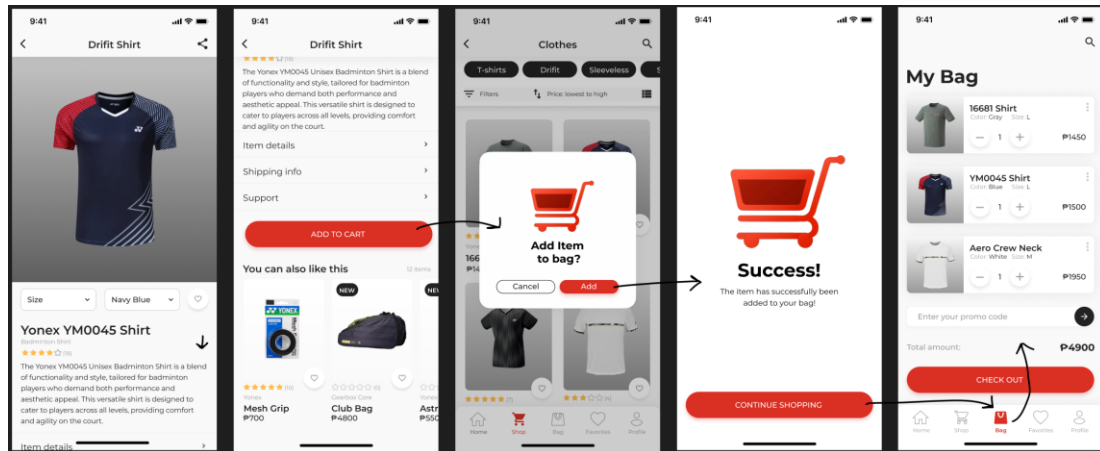 9:41
Drifit Shirt
Size
Navy Blue
Yonex YM0045 Shirt
Badminton Shirt
(10)
The Yonex YM0045 Unisex Badminton Shirt is a blend
of functionality and style, tailored for badminton
players who demand both performance and
aesthetic appeal. This versatile shirt is designed to
cater to players across all levels, providing comfort
and agility on the court.
Item details
9:41
Drifit Shirt
The Yonex YM0045 Unisex Badminton Shirt is a blend
of functionality and style, tailored for badminton
players who demand both performance and
aesthetic appeal. This versatile shirt is designed to
cater to players across all levels, providing comfort
and agility on the court.
Item details
Shipping info
Support
ADD TO CART
You can also like this
12 items
NEW
YONEX
Mesh Grip
(10)
Yonex
Mesh Grip
₱700
NEW
(0)
Gearbox Core
Club Bag
₱4800
Yonex
Astr
₱550
9:41
Clothes
T-shirts
Drifit
Sleeveless
Filters
Price: lowest to high
Add Item
to bag?
Cancel
Add
Home
Shop
Bag
Favorites
Profile
9:41
Success!
The item has successfully been
added to your bag!
CONTINUE SHOPPING
9:41
My Bag
16681 Shirt
Color: Gray Size: L
1
₱1450
YM0045 Shirt
Color: Blue Size: L
1
₱1500
Aero Crew Neck
Color: White Size: M
1
₱1950
Enter your promo code
Total amount:
₱4900
CHECK OUT
Home
Shop
Bag
Favorites
Profile